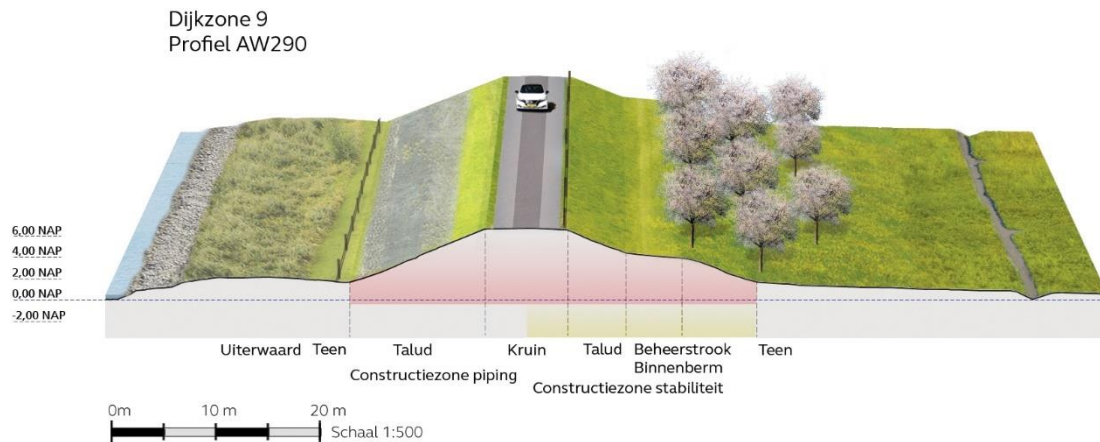 Dijkzone 9
Profiel AW290
6,00 NAP
4,00 NAP
2,00 NAP
0,00 NAP
-2,00 NAP
Uiterwaard Teen Talud Kruin Talud Beheerstrook Teen
Binnenberm
Constructiezone piping
Constructiezone stabiliteit
0m 10 m 20 m
Schaal 1:500